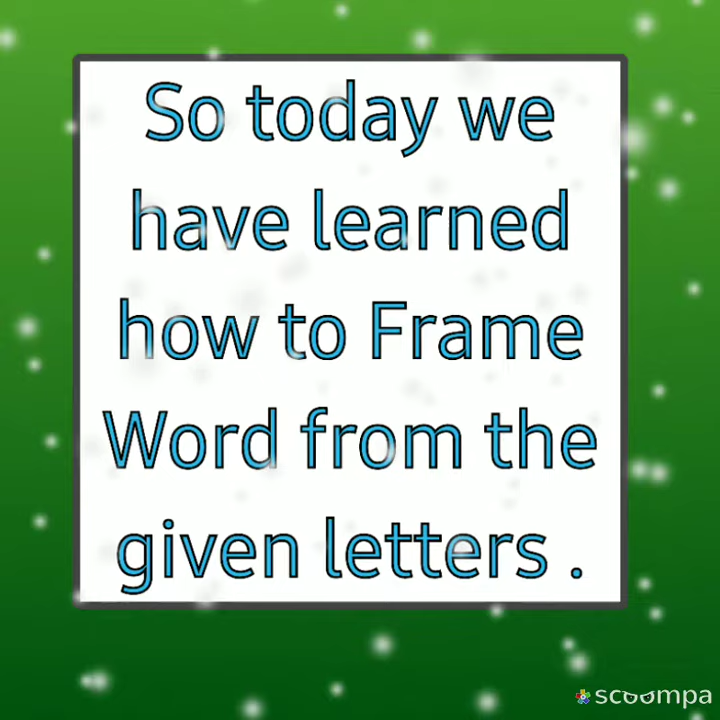 So today we
have learned
how to Frame
Word from the
given letters .
scoompa